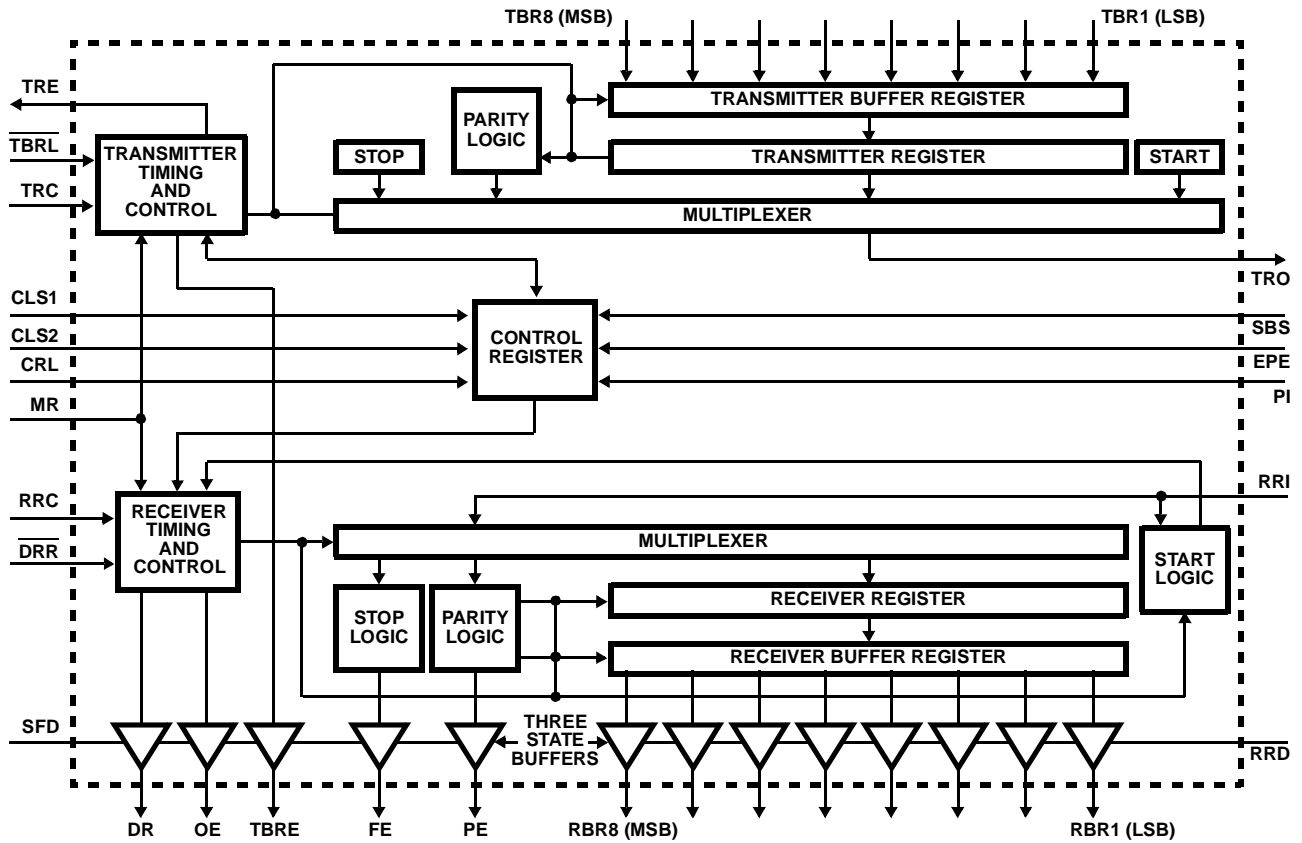 TBR8 (MSB)
TBR1 (LSB)
TRE
TRANSMITTER BUFFER REGISTER
PARITY
LOGIC
TBRL
TRANSMITTER
TIMING
AND
CONTROL
STOP
TRANSMITTER REGISTER
START
TRC
MULTIPLEXER
TRO
CLS1
SBS
CLS2
CONTROL
REGISTER
EPE
CRL
PI
MR
RRI
RRC
RECEIVER
TIMING
AND
CONTROL
MULTIPLEXER
START
LOGIC
DRR
STOP
LOGIC
PARITY
LOGIC
RECEIVER REGISTER
RECEIVER BUFFER REGISTER
SFD
THREE
STATE
BUFFERS
RRD
DR
OE
TBRE
FE
PE
RBR8 (MSB)
RBR1 (LSB)